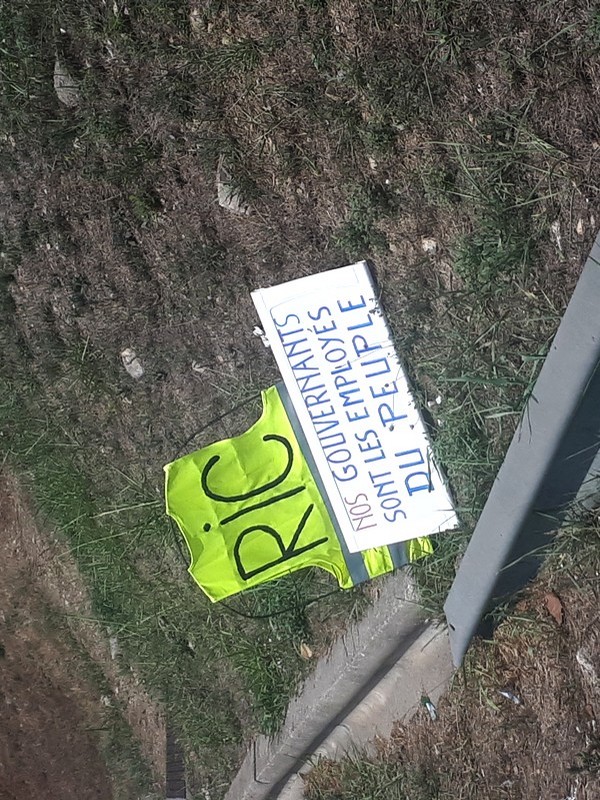 RIC
NOS GOUVERNANTS
SONT LES EMPLOYÉS
DU PEUPLE